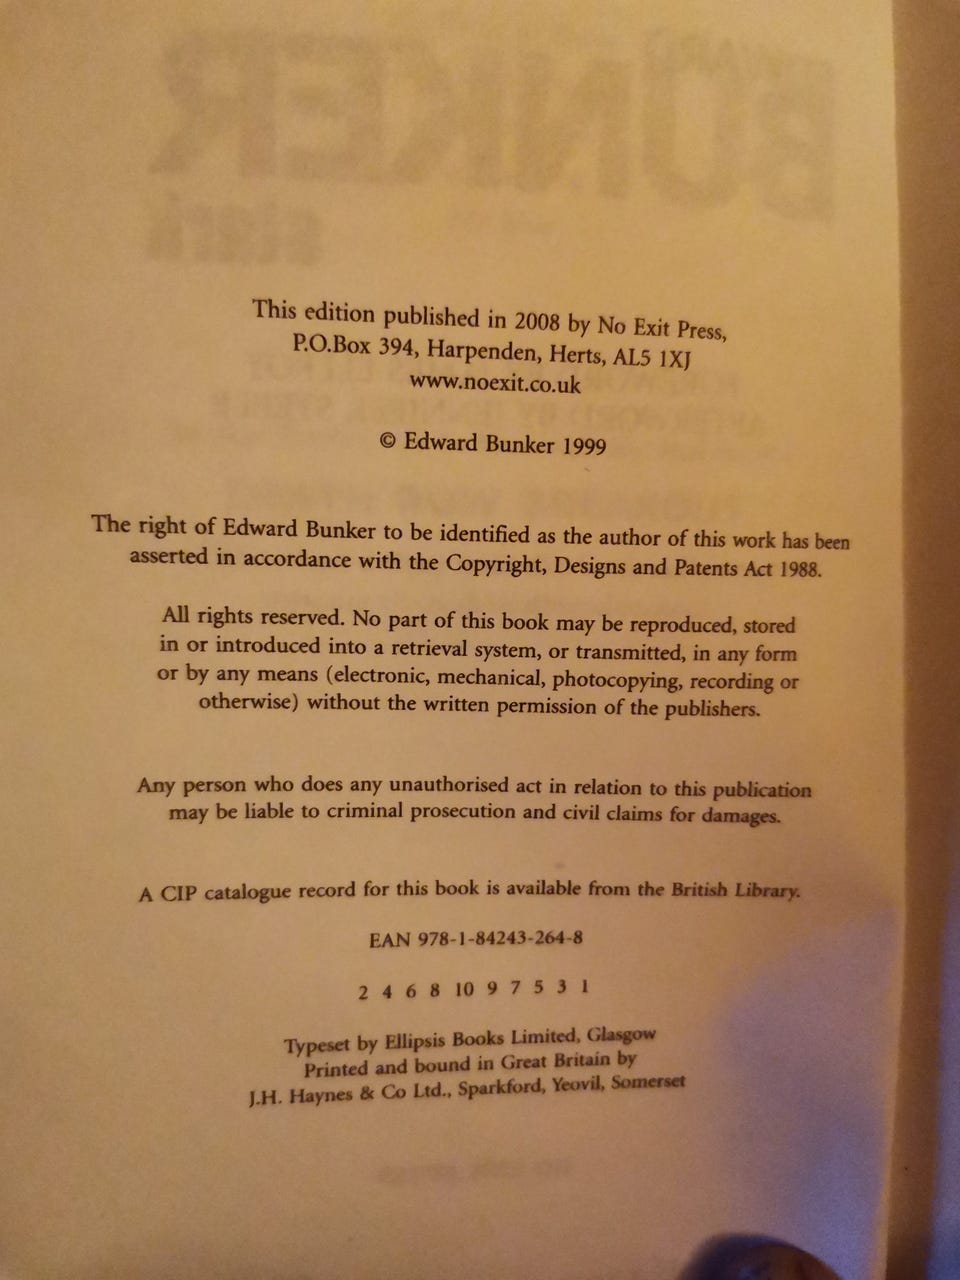 This edition published in 2008 by No Exit Press,
P.O.Box 394, Harpenden, Herts, AL5 1XJ
www.noexit.co.uk
© Edward Bunker 1999
The right of Edward Bunker to be identified as the author of this work has been
asserted in accordance with the Copyright, Designs and Patents Act 1988.
All rights reserved. No part of this book may be reproduced, stored
in or introduced into a retrieval system, or transmitted, in any form
or by any means (electronic, mechanical, photocopying, recording or
otherwise) without the written permission of the publishers.
Any person who does any unauthorised act in relation to this publication
may be liable to criminal prosecution and civil claims for damages.
A CIP catalogue record for this book is available from the British Library.
EAN 978-1-84243-264-8
2 4 6 8 10 9 7 5 3 1
Typeset by Ellipsis Books Limited, Glasgow
Printed and bound in Great Britain by
J.H. Haynes & Co Ltd., Sparkford, Yeovil, Somerset